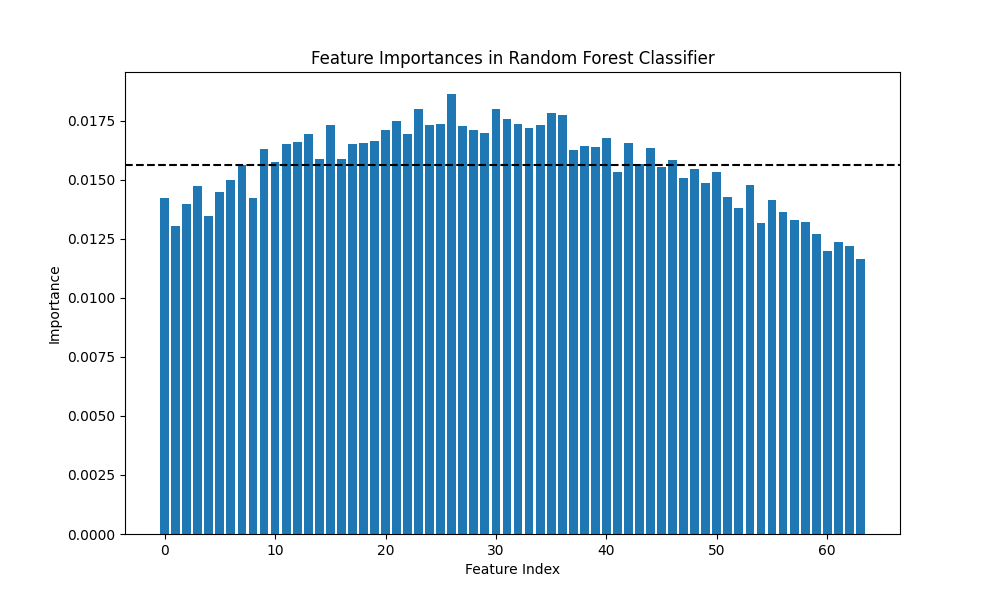 Feature Importances in Random Forest Classifier
0.0175
0.0150
0.0125
0.0100
0.0075
0.0050
0.0025
0.0000
Importance
0 10 20 30 40 50 60
Feature Index